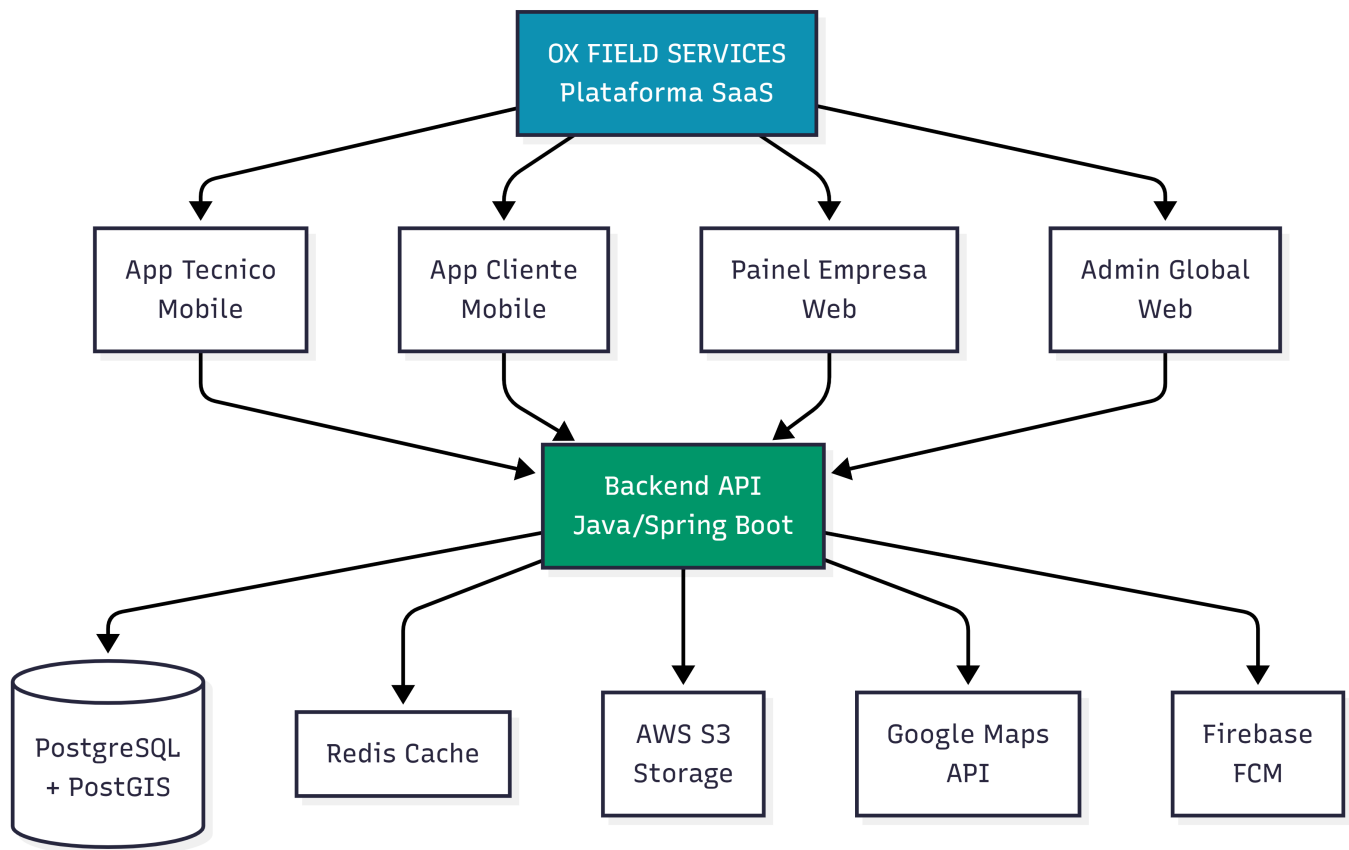 OX FIELD SERVICES
Plataforma SaaS
App Tecnico
Mobile
App Cliente
Mobile
Painel Empresa
Web
Admin Global
Web
Backend API
Java/Spring Boot
PostgreSQL
+ PostGIS
Redis Cache
AWS S3
Storage
Google Maps
API
Firebase
FCM